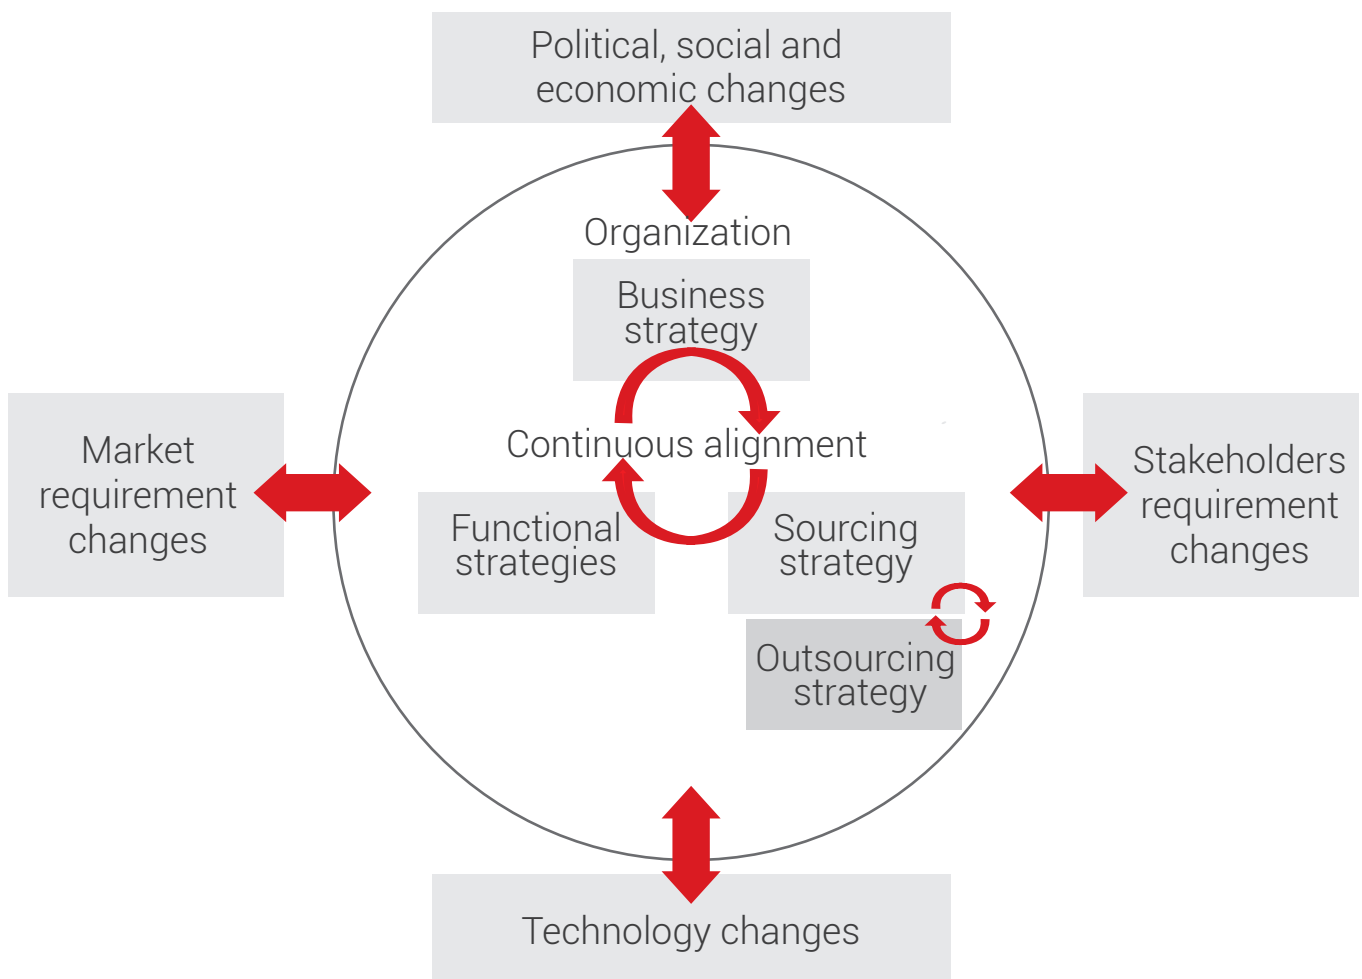 Political, social and
economic changes
Organization
Business
strategy
Continuous alignment
Market
requirement
changes
Functional
strategies
Sourcing
strategy
Outsourcing
strategy
Stakeholders
requirement
changes
Technology changes